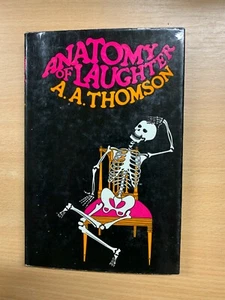 ANATOMY
OF LAUGHTER
A. A. THOMSON